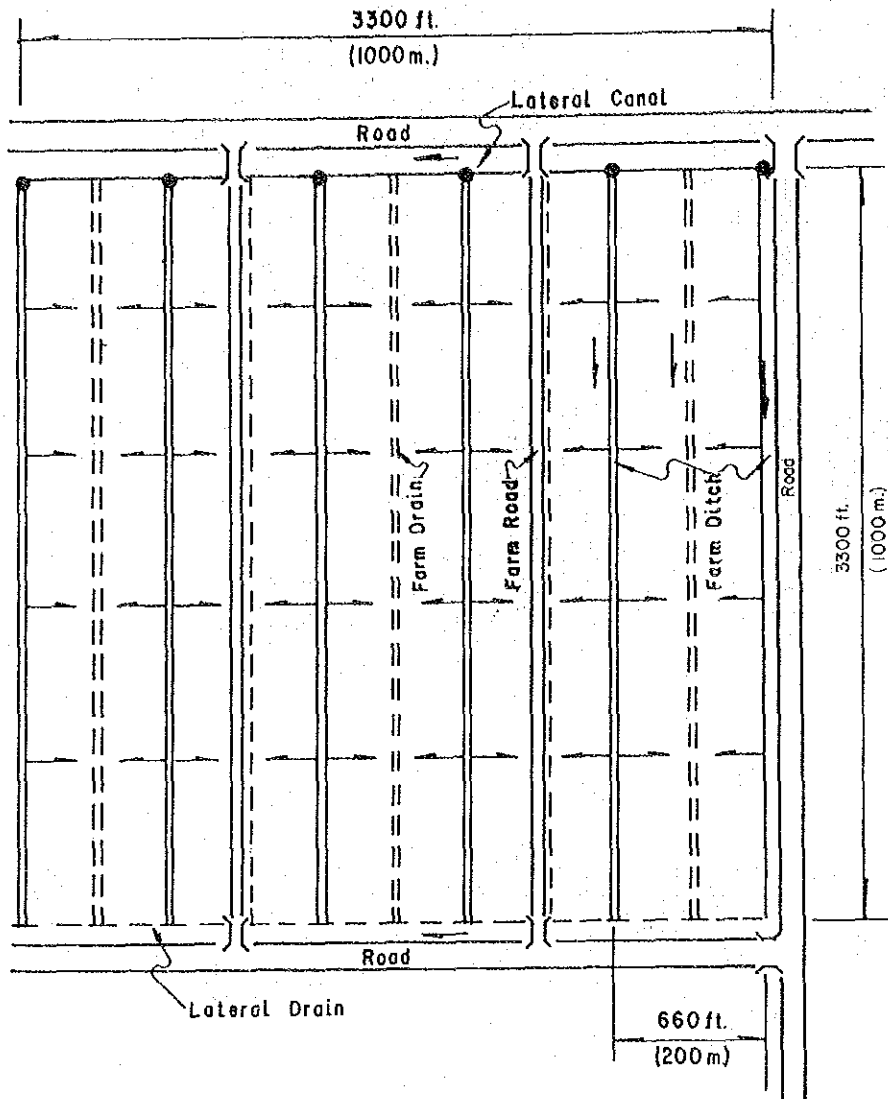 3300 ft.
(1000 m.)
Lateral Canal
Road
Farm Drain
Farm Road
Farm Ditch
Road
3300 ft.
(1000 m.)
Road
Lateral Drain
660 ft.
(200 m.)